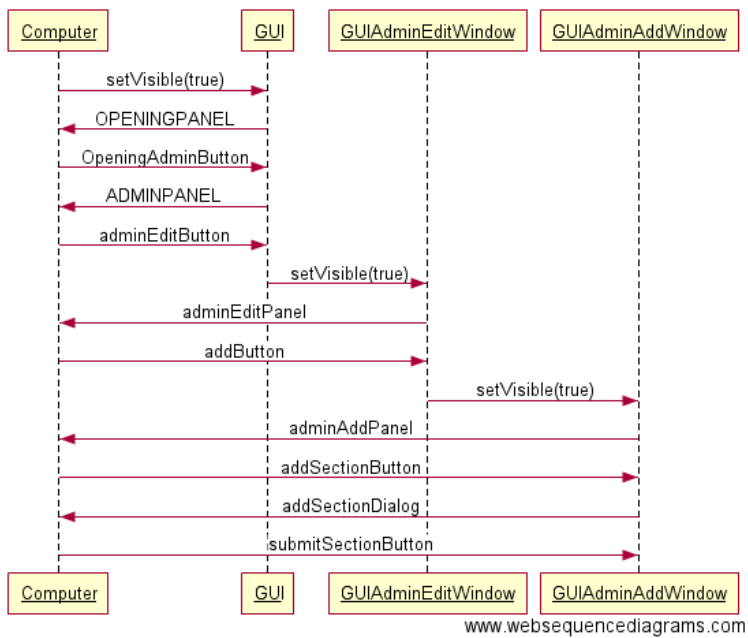 Computer GUI GUIAdminEditWindow GUIAdminAddWindow
setVisible(true)
OPENINGPANEL
OpeningAdminButton
ADMINPANEL
adminEditButton
setVisible(true)
adminEditPanel
addButton
setVisible(true)
adminAddPanel
addSectionButton
addSectionDialog
submitSectionButton
Computer GUI GUIAdminEditWindow GUIAdminAddWindow
www.websequencediagrams.com